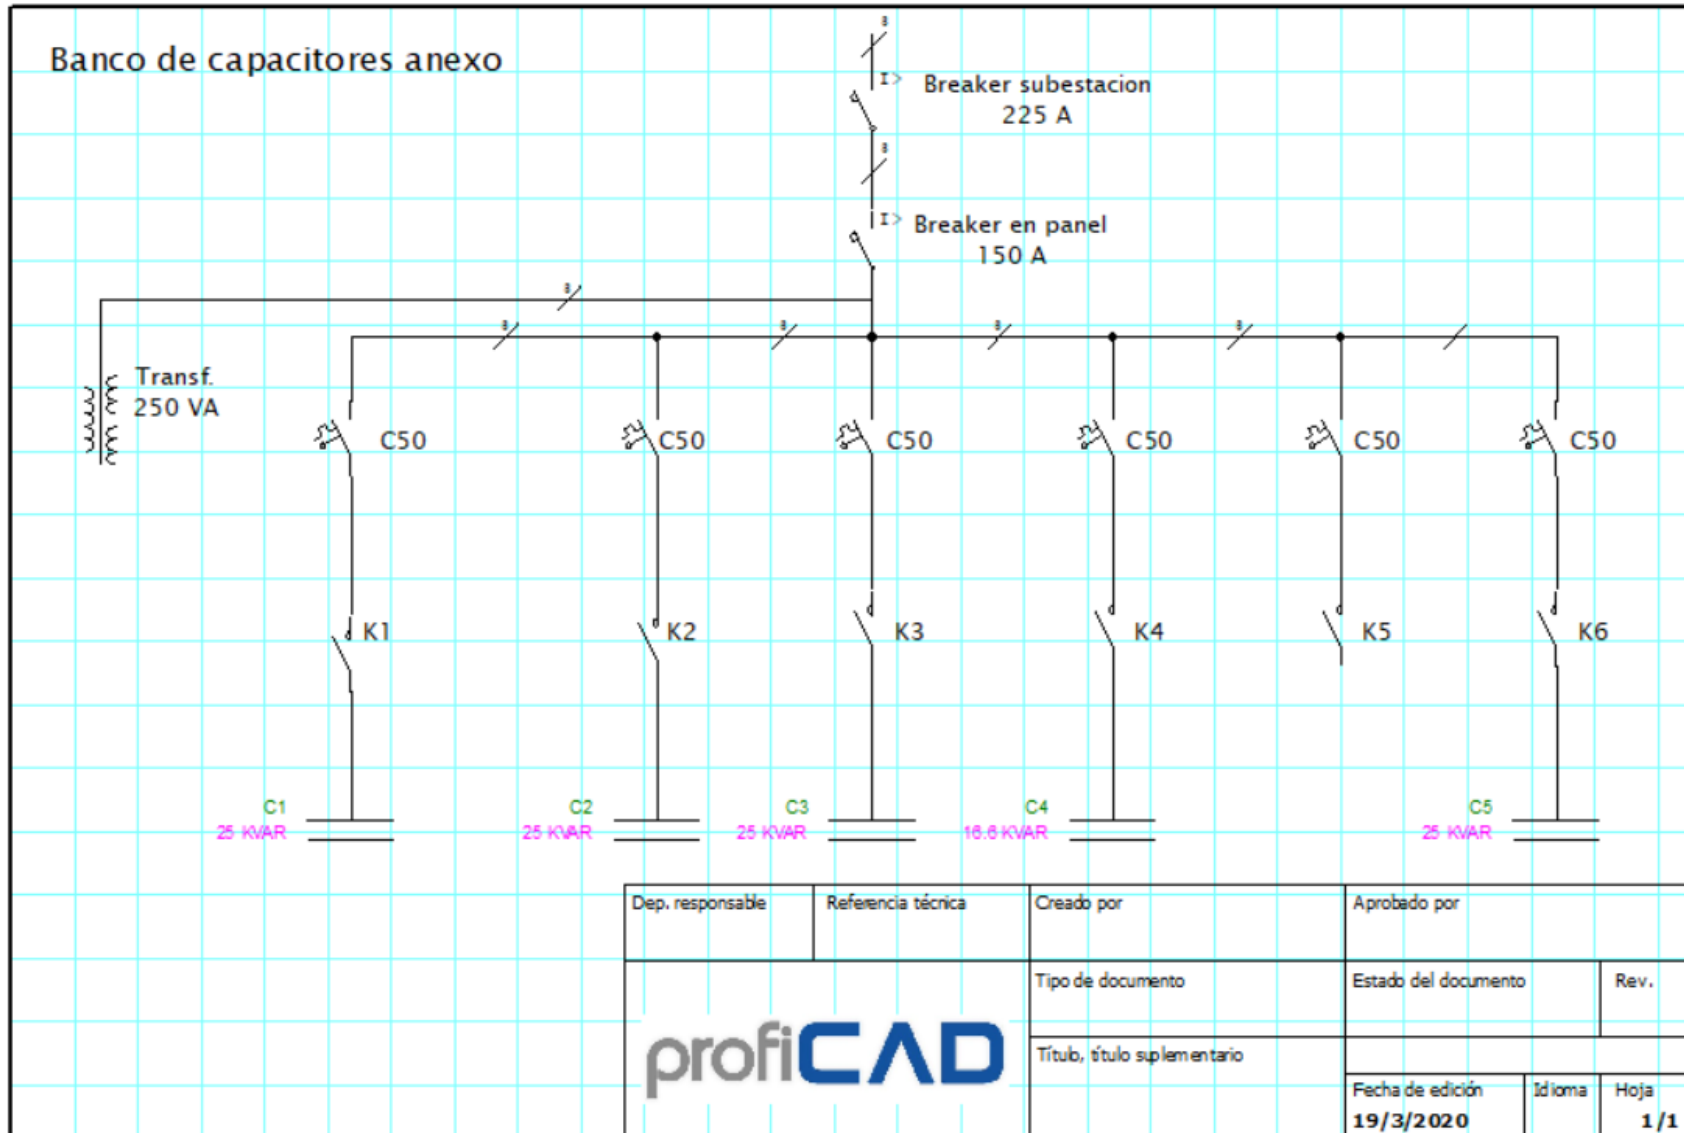 Banco de capacitores anexo
I> Breaker subestacion
225 A
I> Breaker en panel
150 A
Transf.
250 VA
C50 C50 C50 C50 C50 C50
K1 K2 K3 K4 K5 K6
C1 C2 C3 C4 C5
25 KVAR 25 KVAR 25 KVAR 16.6 KVAR 25 KVAR
Dep. responsable Referencia técnica Creado por Aprobado por
Tipo de documento Estado del documento Rev.
profiCAD
Título, título suplementario
Fecha de edición Idioma Hoja
19/3/2020 1/1